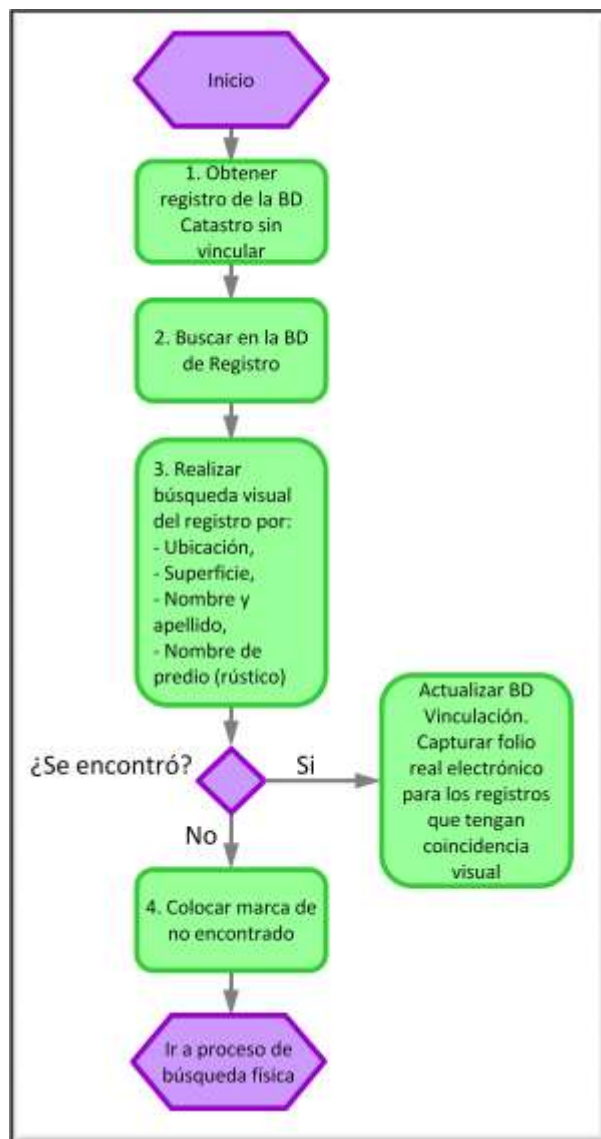 Inicio
1. Obtener
registro de la BD
Catastro sin
vincular
2. Buscar en la BD
de Registro
3. Realizar
búsqueda visual
del registro por:
- Ubicación,
- Superficie,
- Nombre y
apellido,
- Nombre de
predio (rústico)
¿Se encontró?
Si
Actualizar BD
Vinculación.
Capturar folio
real electrónico
para los registros
que tengan
coincidencia
visual
No
4. Colocar marca de
no encontrado
Ir a proceso de
búsqueda física